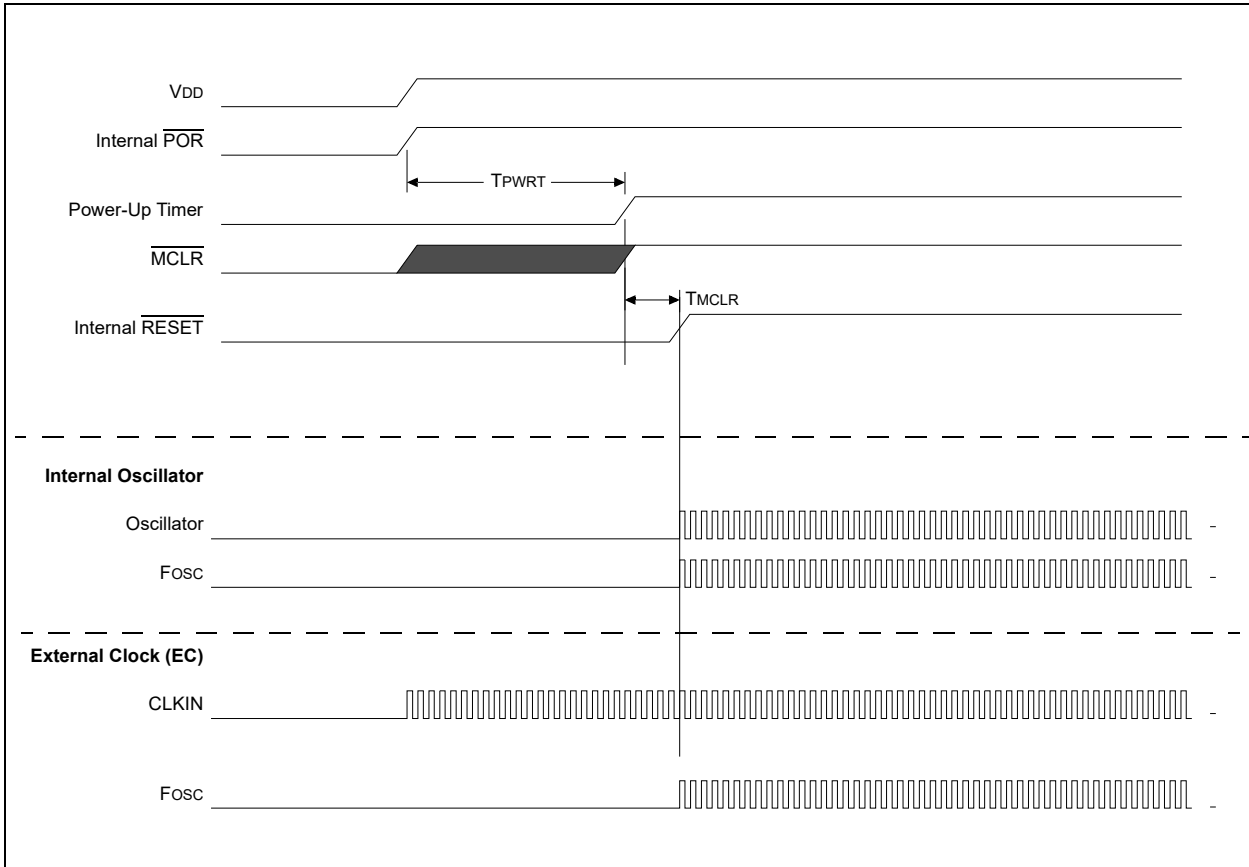 VDD
Internal POR
TPWRT
Power-Up Timer
MCLR
TMCLR
Internal RESET
Internal Oscillator
Oscillator
FOSC
External Clock (EC)
CLKIN
FOSC